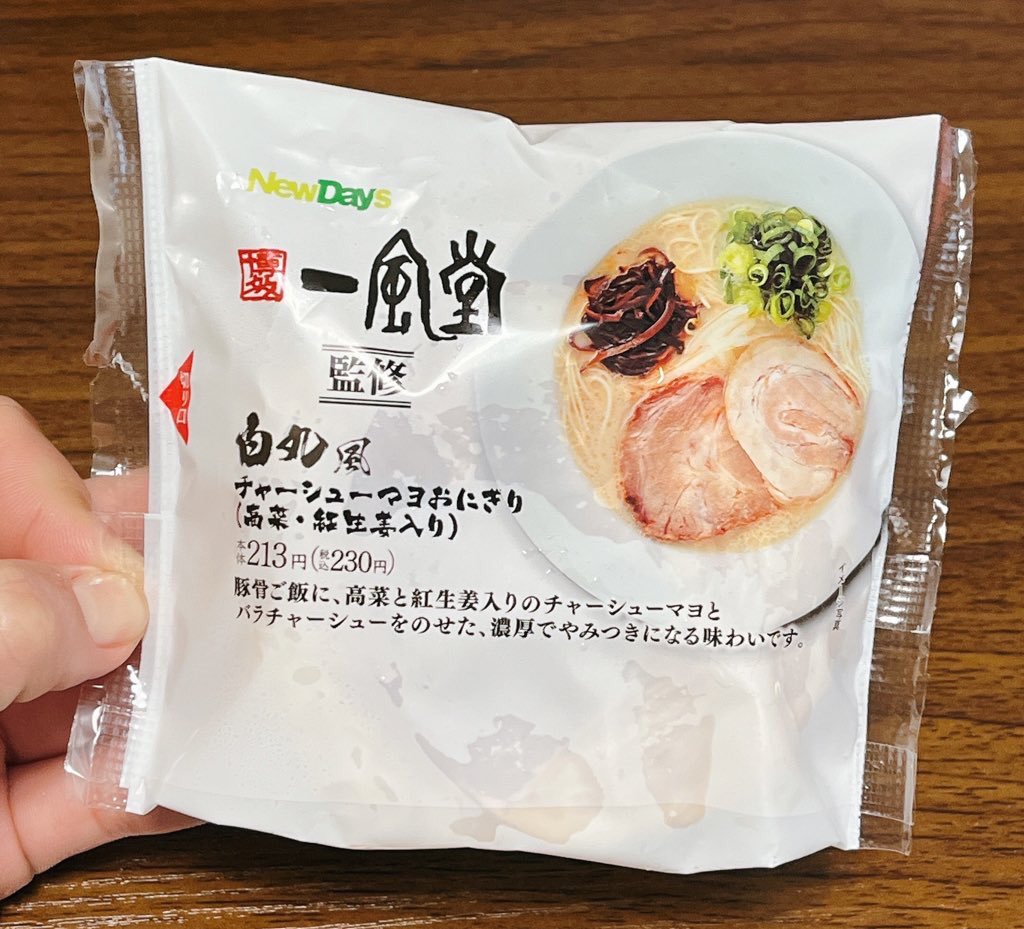 NewDays
博多 一風堂
監修
白丸風
チャーシューマヨおにぎり
(高菜・紅生姜入り)
本体213円(税込230円)
豚骨ご飯に、高菜と紅生姜入りのチャーシューマヨと
バラチャーシューをのせた、濃厚でやみつきになる味わいです。
切り口
イメージ写真